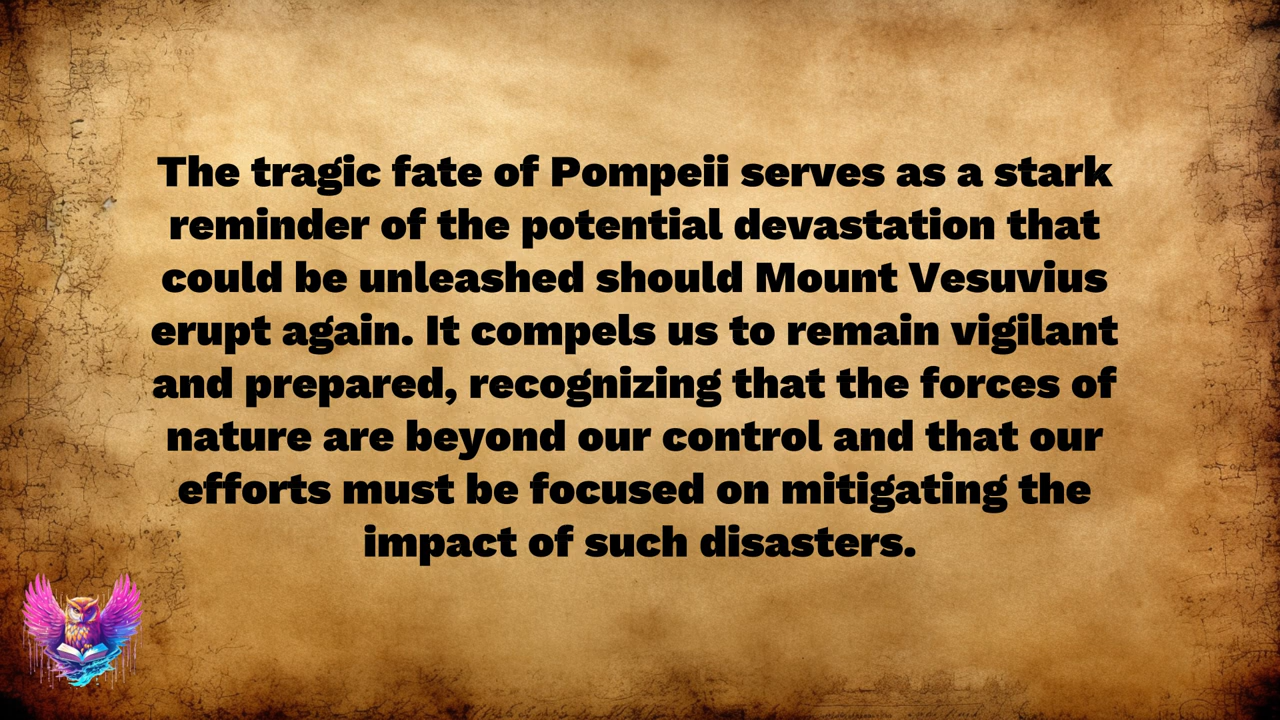 The tragic fate of Pompeii serves as a stark
reminder of the potential devastation that
could be unleashed should Mount Vesuvius
erupt again. It compels us to remain vigilant
and prepared, recognizing that the forces of
nature are beyond our control and that our
efforts must be focused on mitigating the
impact of such disasters.